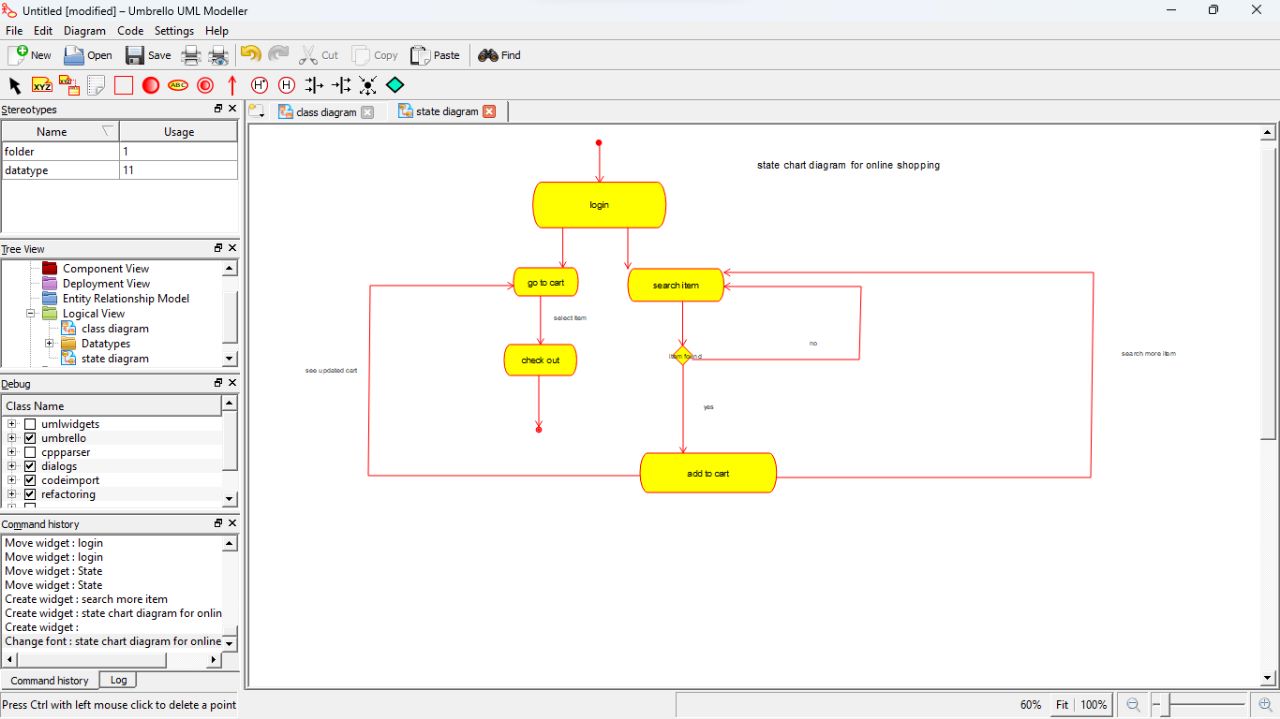 Untitled [modified] – Umbrello UML Modeller
File Edit Diagram Code Settings Help
New Open Save Cut Copy Paste Find
XYZ ABC H* H
Stereotypes
class diagram state diagram
Name Usage
folder 1
datatype 11
Tree View
Component View
Deployment View
Entity Relationship Model
Logical View
class diagram
Datatypes
state diagram
Debug
Class Name
umlwidgets
umbrello
cppparser
dialogs
codeimport
refactoring
Command history
Move widget : login
Move widget : login
Move widget : State
Move widget : State
Create widget : search more item
Create widget : state chart diagram for onlin
Create widget :
Change font : state chart diagram for online
Command history Log
Press Ctrl with left mouse click to delete a point
60% Fit 100%
state chart diagram for online shopping
login
go to cart
search item
select item
check out
item found
no
search more item
see updated cart
yes
add to cart